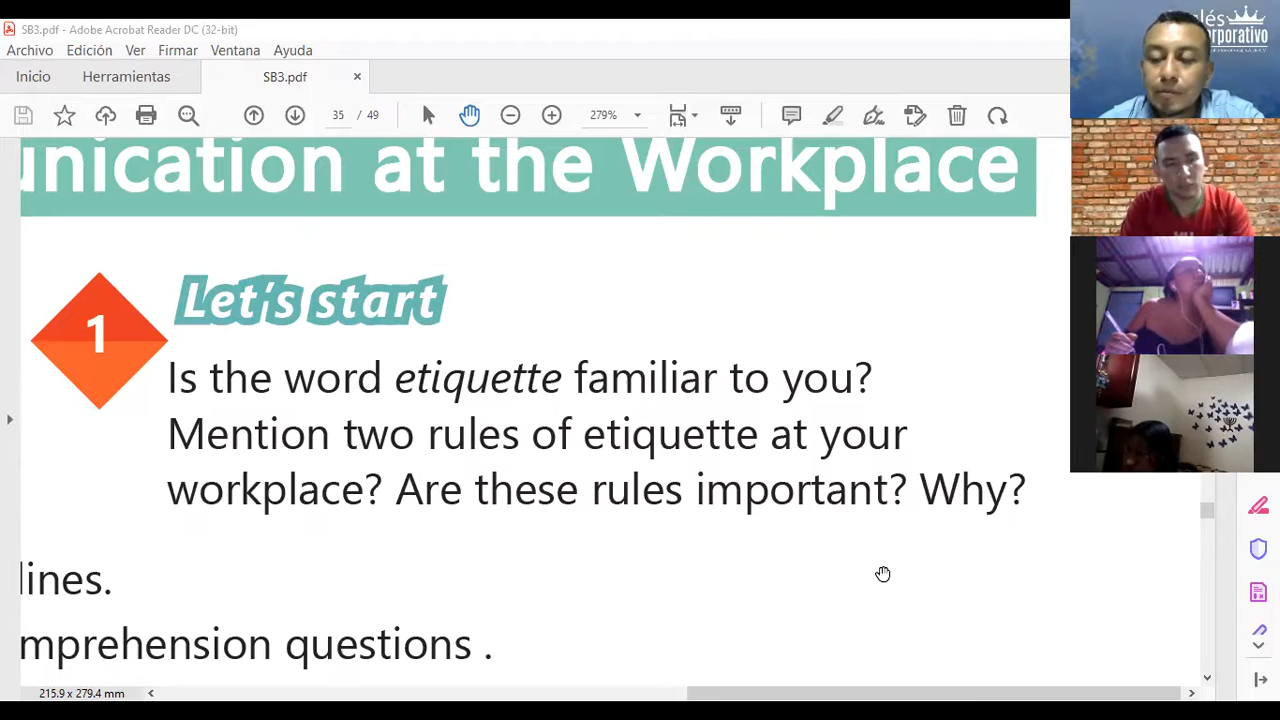 SB3.pdf - Adobe Acrobat Reader DC (32-bit)
Archivo Edición Ver Firmar Ventana Ayuda
Inicio Herramientas SB3.pdf ×
35 / 49 279%
unication at the Workplace
1
Let's start
Is the word etiquette familiar to you?
Mention two rules of etiquette at your
workplace? Are these rules important? Why?
lines.
mprehension questions .
215.9 x 279.4 mm
lés
rporativo